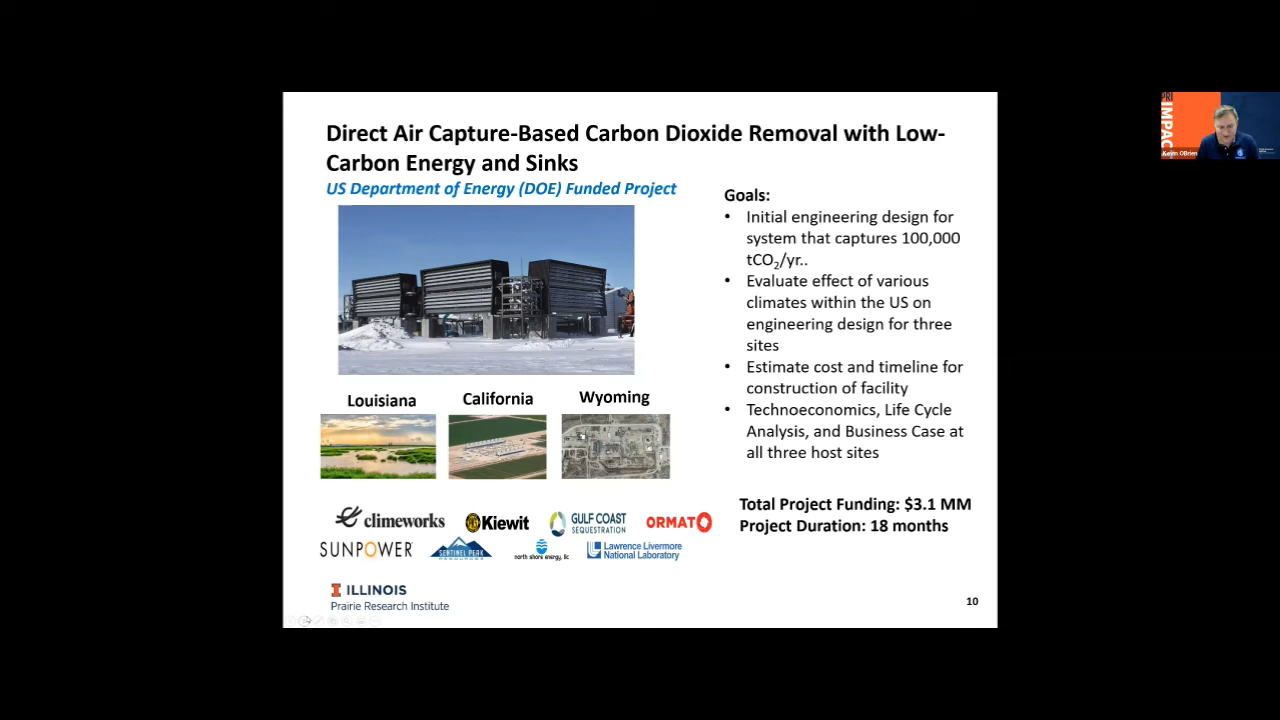 Direct Air Capture-Based Carbon Dioxide Removal with Low-
Carbon Energy and Sinks
US Department of Energy (DOE) Funded Project
Goals:
• Initial engineering design for
system that captures 100,000
tCO₂/yr..
• Evaluate effect of various
climates within the US on
engineering design for three
sites
• Estimate cost and timeline for
construction of facility
• Technoeconomics, Life Cycle
Analysis, and Business Case at
all three host sites
Total Project Funding: $3.1 MM
Project Duration: 18 months
Louisiana
California
Wyoming
climeworks
Kiewit
GULF COAST
SEQUESTRATION
ORMAT
SUNPOWER
SENTINEL PEAK
RESOURCES
north shore energy, llc
Lawrence Livermore
National Laboratory
ILLINOIS
Prairie Research Institute
10
PRI
IMPAC
Kevin OBrien